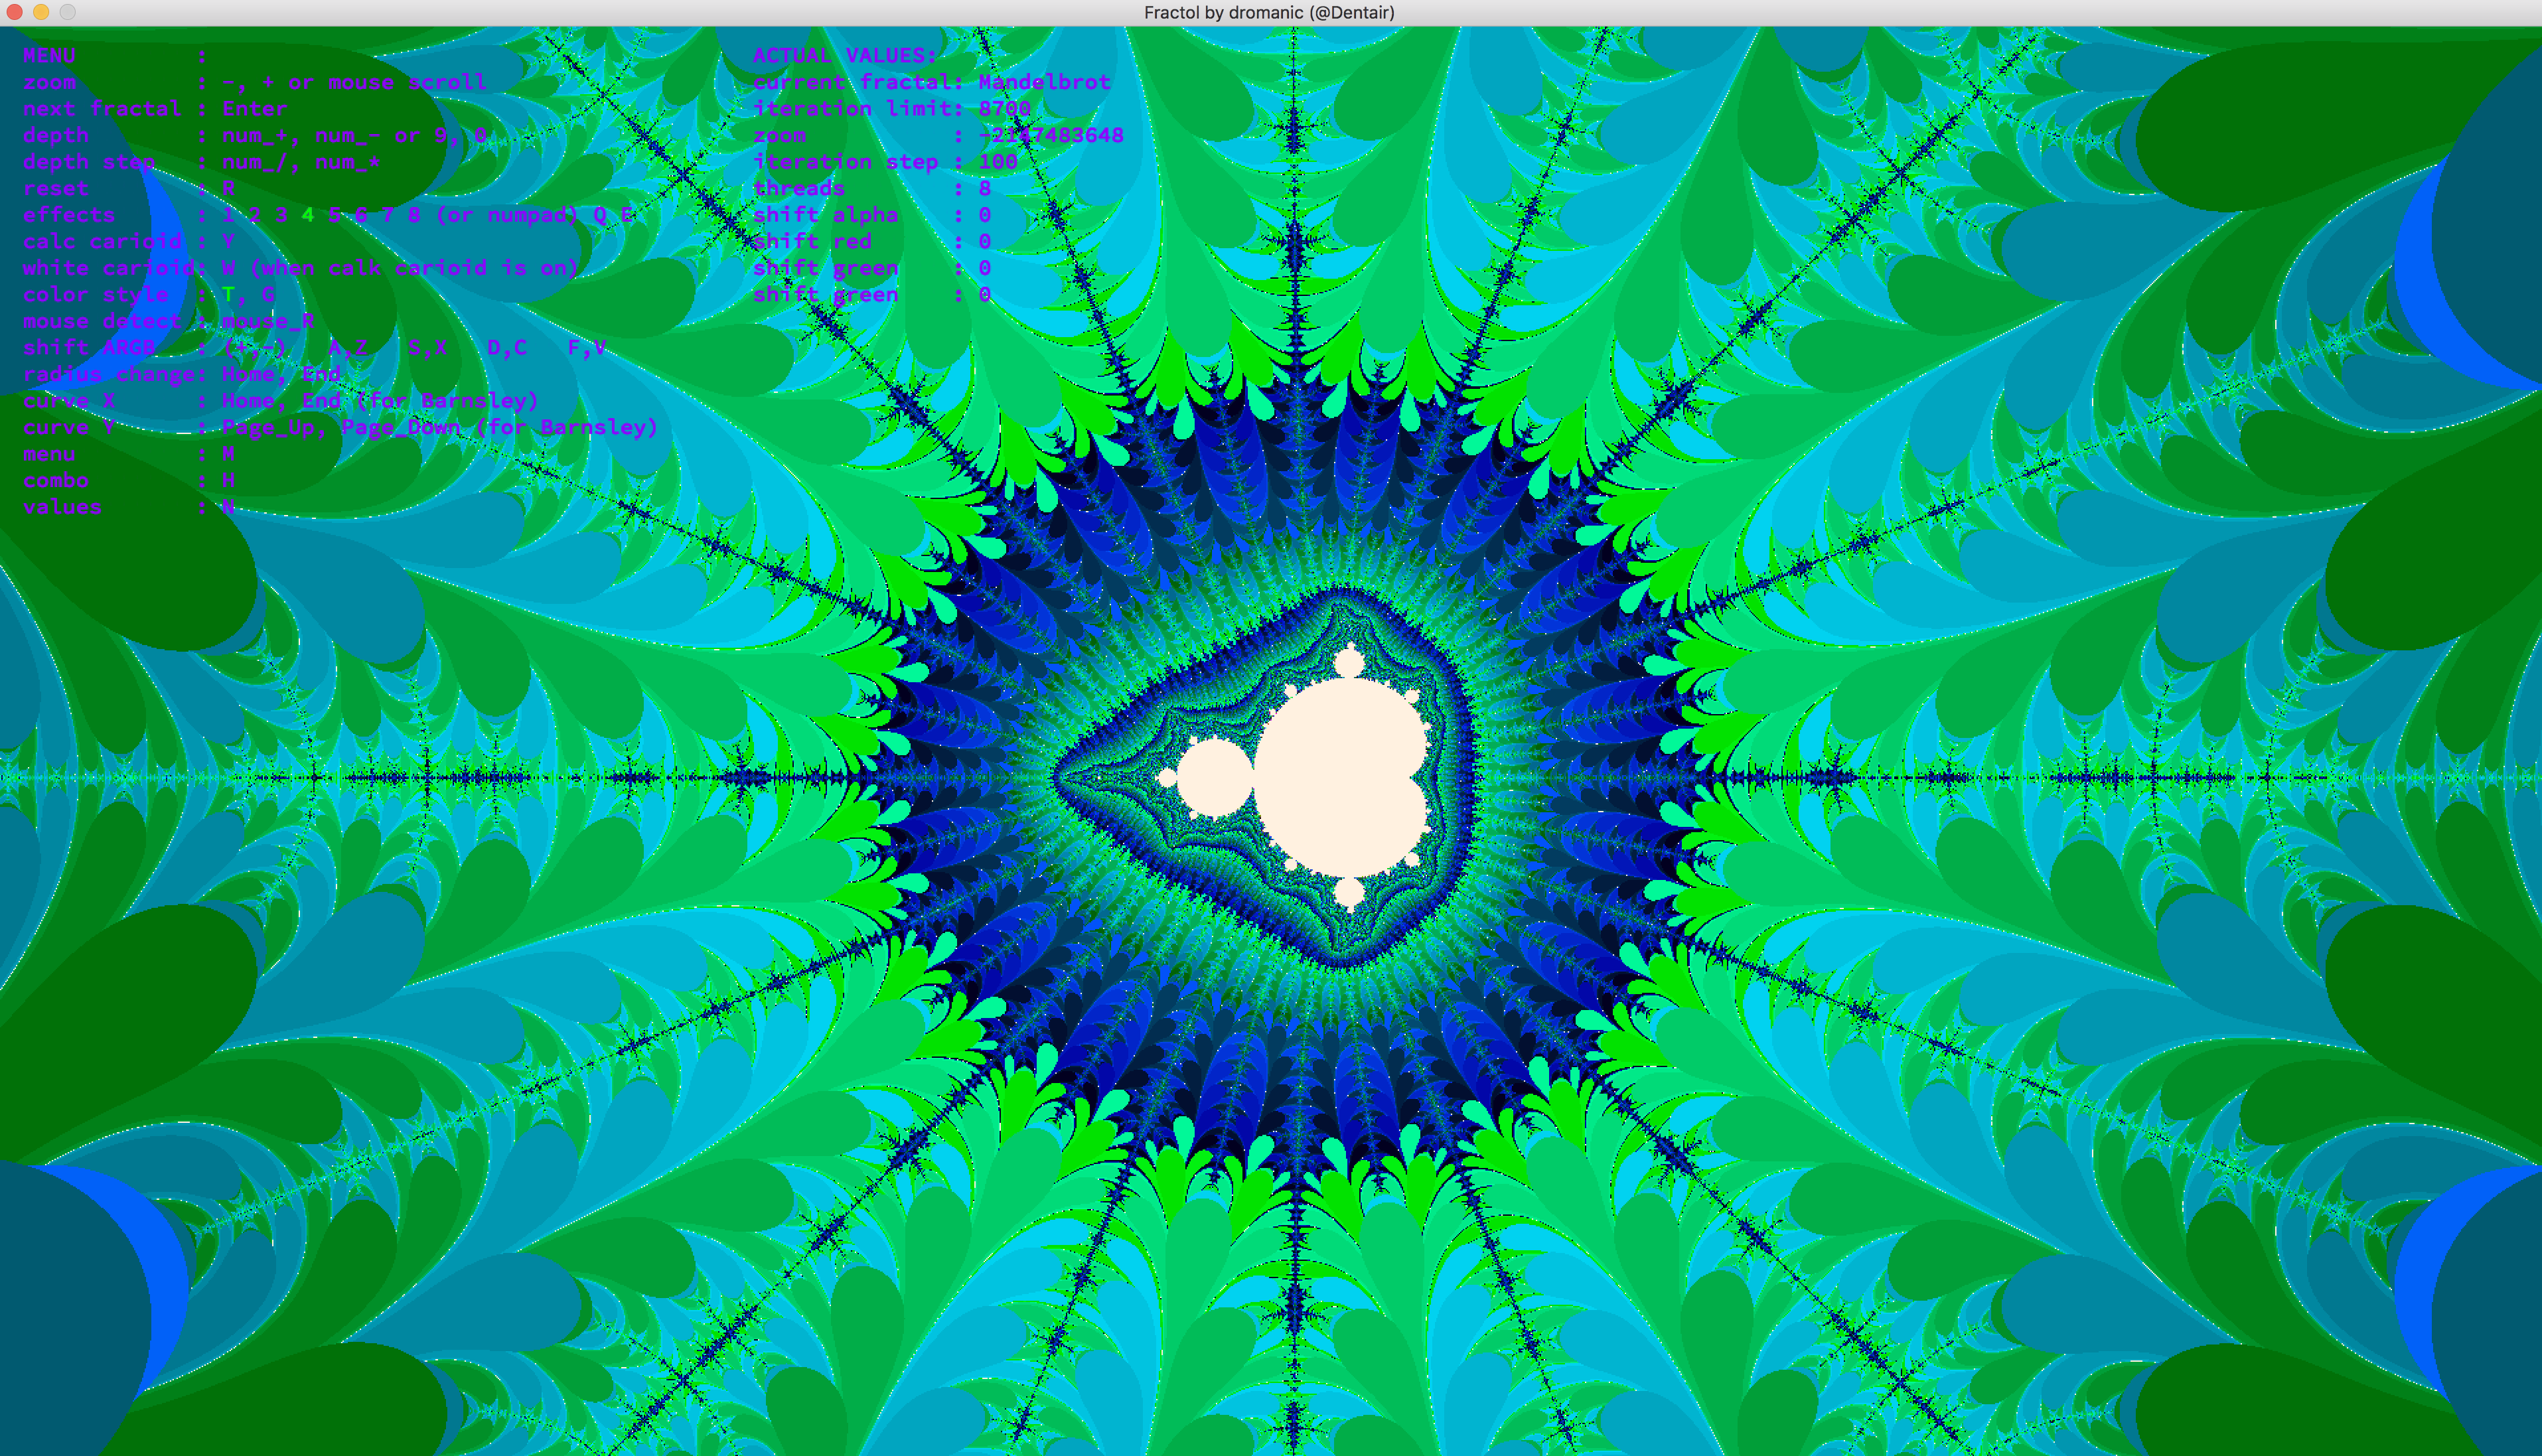 Fractol by dromanic (@Dentair)
MENU :
zoom : -, + or mouse scroll
next fractal : Enter
depth : num_+, num_- or 9, 0
depth step : num_/, num_*
reset : R
effects : 1 2 3 4 5 6 7 8 (or numpad) Q E
calc carioid : Y
white carioid: W (when calk carioid is on)
color style : T, G
mouse detect : mouse_R
shift ARGB : (+,-) A,Z S,X D,C F,V
radius change: Home, End
curve X : Home, End (for Barnsley)
curve Y : Page_Up, Page_Down (for Barnsley)
menu : M
combo : H
values : N
ACTUAL VALUES:
current fractal: Mandelbrot
iteration limit: 8700
zoom : -2147483648
iteration step : 100
threads : 8
shift alpha : 0
shift red : 0
shift green : 0
shift green : 0